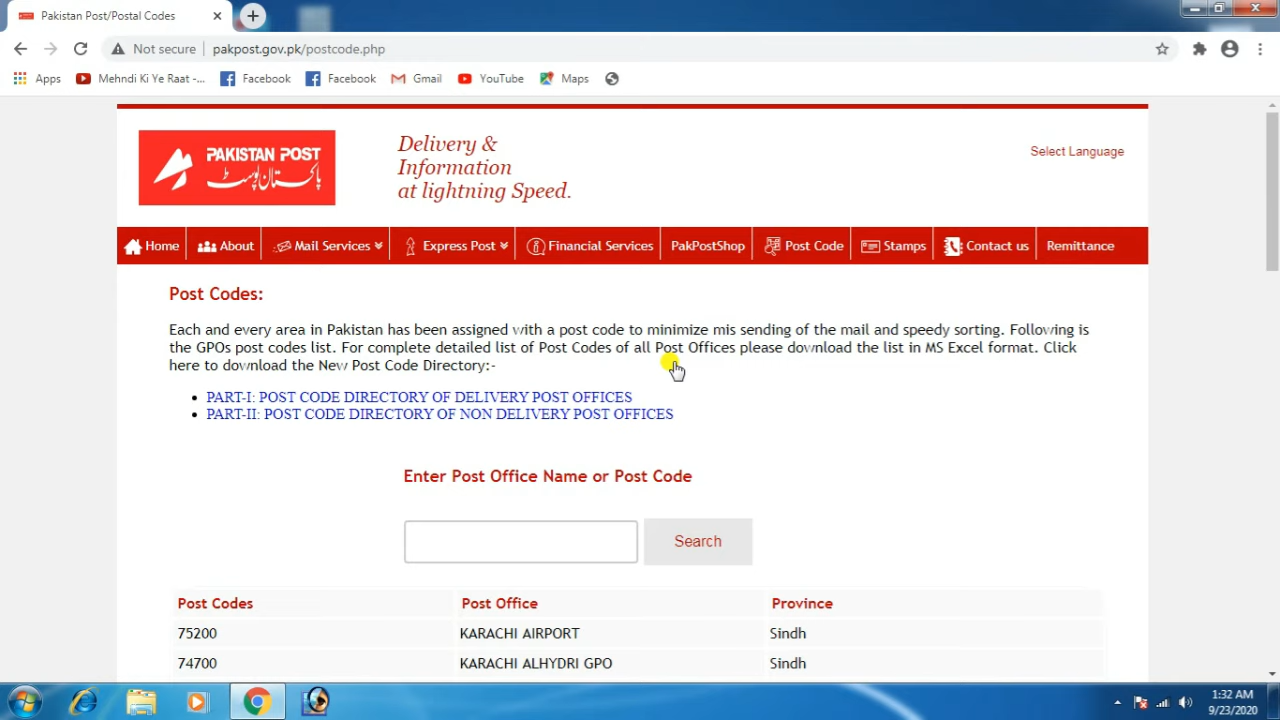 Pakistan Post/Postal Codes
Not secure
pakpost.gov.pk/postcode.php
Apps
Mehndi Ki Ye Raat -...
Facebook
Facebook
Gmail
YouTube
Maps
PAKISTAN POST
پاکستان پوسٹ
Delivery &
Information
at lightning Speed.
Select Language
Home
About
Mail Services
Express Post
Financial Services
PakPostShop
Post Code
Stamps
Contact us
Remittance
Post Codes:
Each and every area in Pakistan has been assigned with a post code to minimize mis sending of the mail and speedy sorting. Following is
the GPOs post codes list. For complete detailed list of Post Codes of all Post Offices please download the list in MS Excel format. Click
here to download the New Post Code Directory:-
PART-I: POST CODE DIRECTORY OF DELIVERY POST OFFICES
PART-II: POST CODE DIRECTORY OF NON DELIVERY POST OFFICES
Enter Post Office Name or Post Code
Search
Post Codes Post Office Province
75200 KARACHI AIRPORT Sindh
74700 KARACHI ALHYDRI GPO Sindh
1:32 AM
9/23/2020